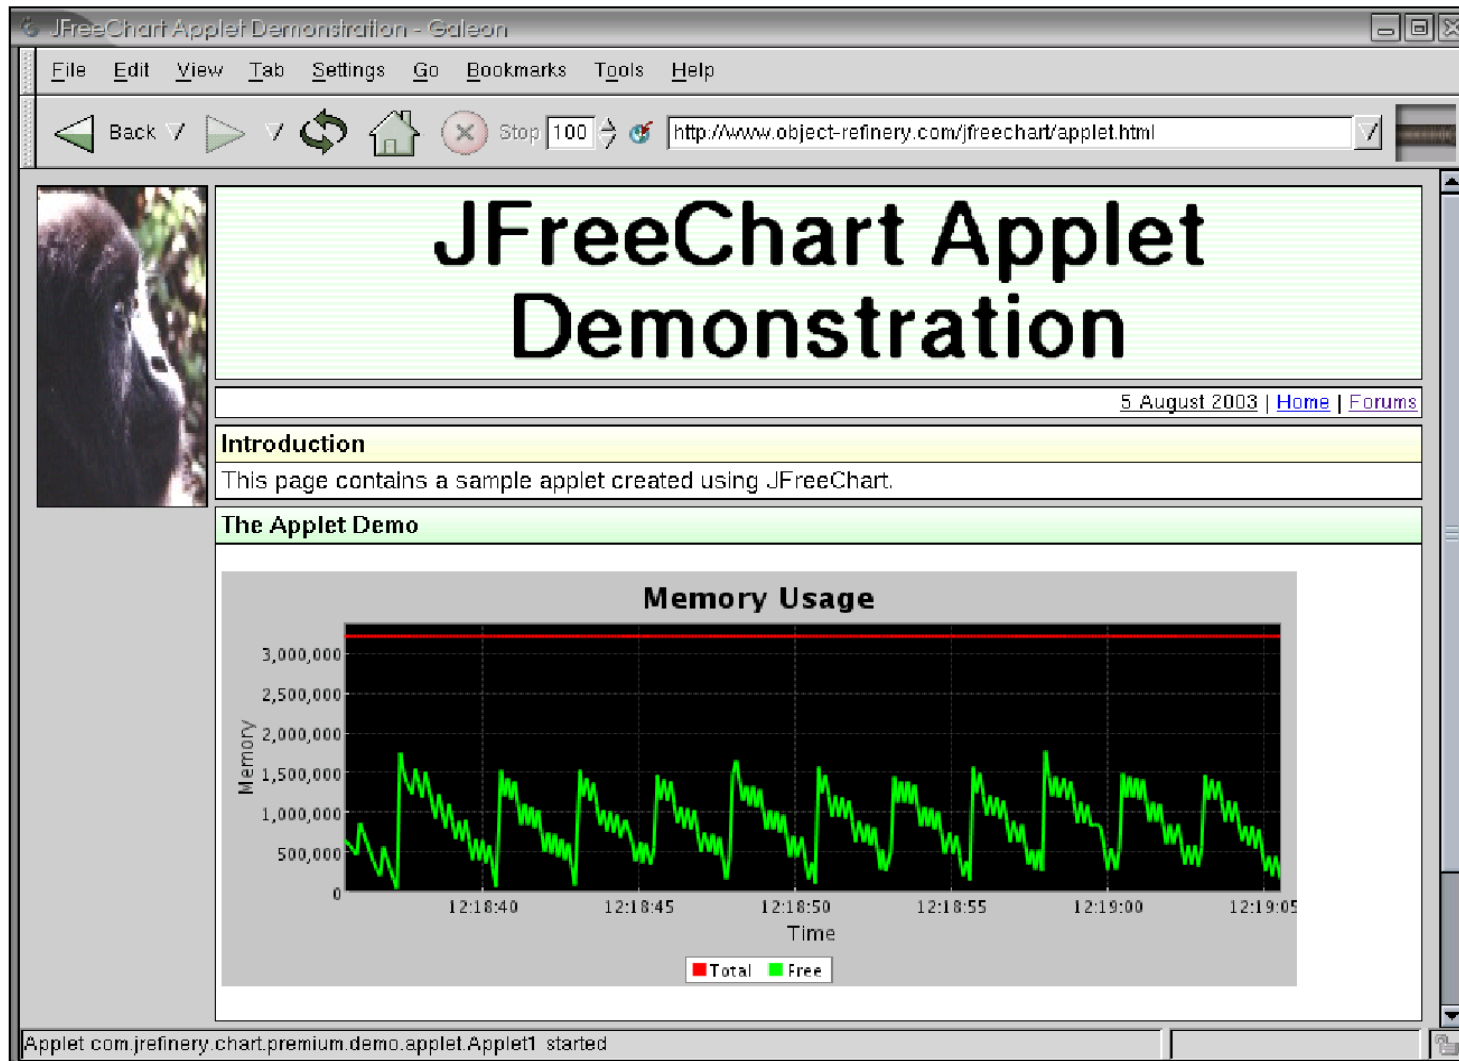 JFreeChart Applet Demonstration - Galeon
File Edit View Tab Settings Go Bookmarks Tools Help
Back Stop 100 http://www.object-refinery.com/jfreechart/applet.html
JFreeChart Applet
Demonstration
5 August 2003 | Home | Forums
Introduction
This page contains a sample applet created using JFreeChart.
The Applet Demo
Memory Usage
3,000,000
2,500,000
2,000,000
1,500,000
1,000,000
500,000
0
Memory
12:18:40 12:18:45 12:18:50 12:18:55 12:19:00 12:19:05
Time
Total Free
Applet com.jrefinery.chart.premium.demo.applet.Applet1 started